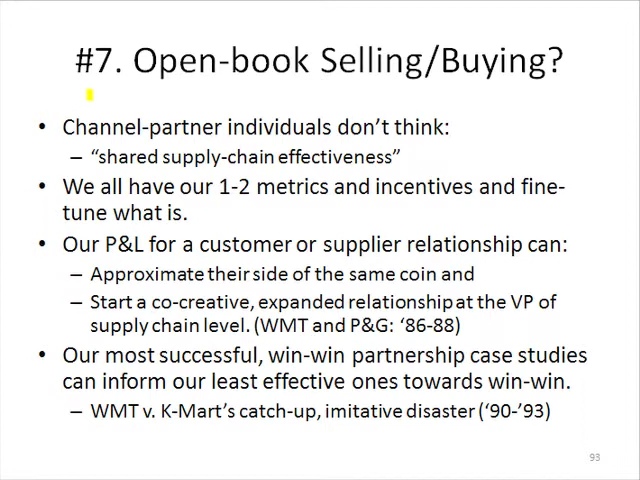 #7. Open-book Selling/Buying?
• Channel-partner individuals don't think:
– "shared supply-chain effectiveness"
• We all have our 1-2 metrics and incentives and fine-
tune what is.
• Our P&L for a customer or supplier relationship can:
– Approximate their side of the same coin and
– Start a co-creative, expanded relationship at the VP of
supply chain level. (WMT and P&G: '86-88)
• Our most successful, win-win partnership case studies
can inform our least effective ones towards win-win.
– WMT v. K-Mart's catch-up, imitative disaster ('90-'93)
93